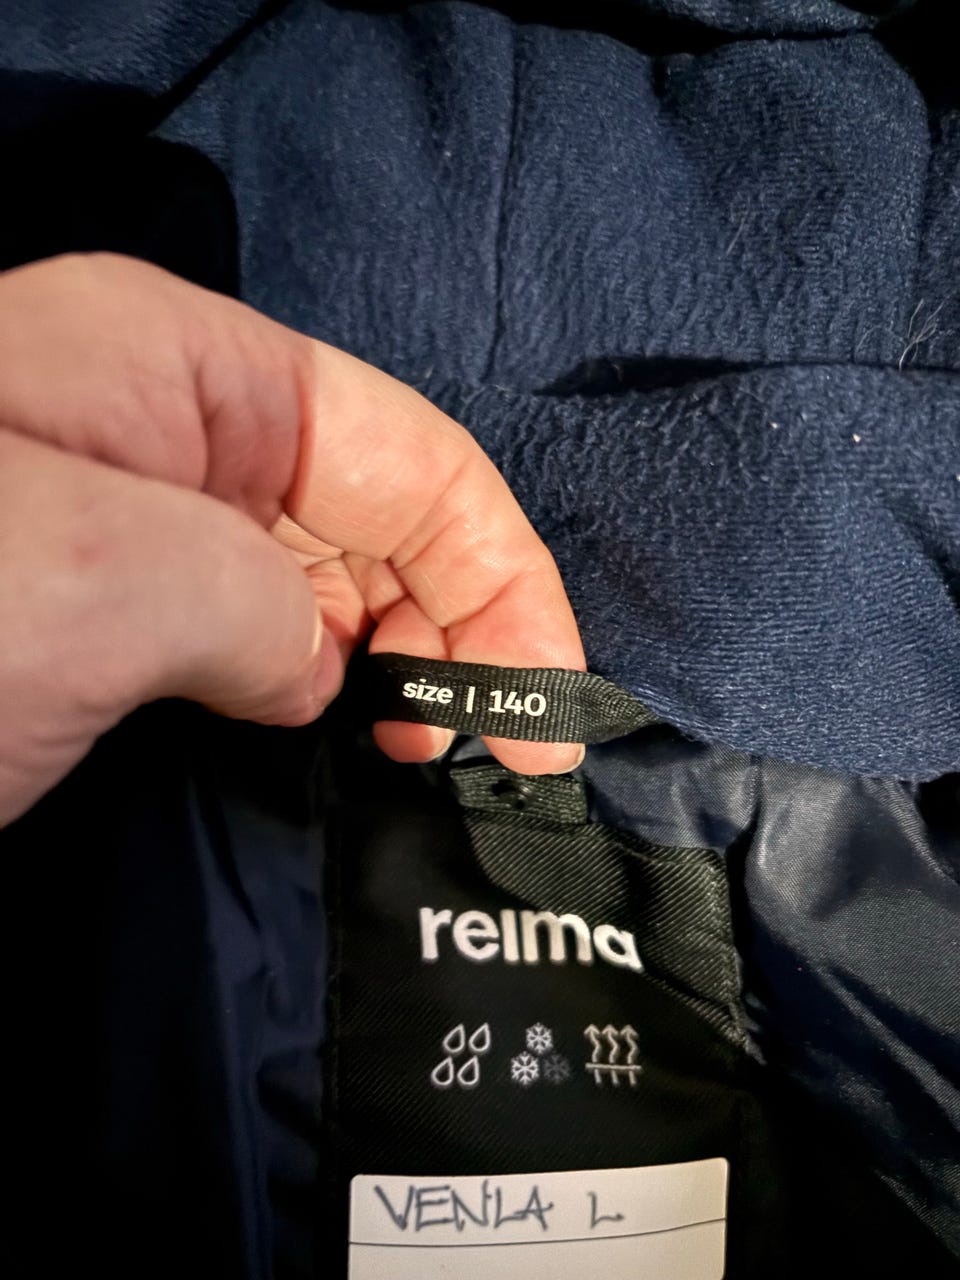 size | 140
reima
VENLA L